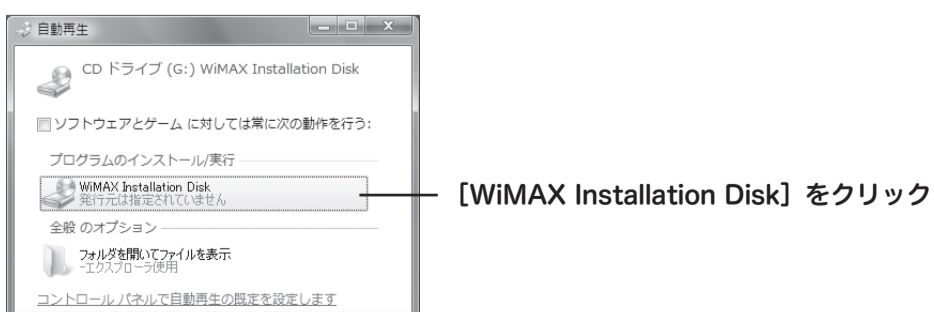 自動再生
CD ドライブ (G:) WiMAX Installation Disk
ソフトウェアとゲーム に対しては常に次の動作を行う:
プログラムのインストール/実行
WiMAX Installation Disk
発行元は指定されていません
［WiMAX Installation Disk］をクリック
全般 のオプション
フォルダを開いてファイルを表示
-エクスプローラ使用
コントロール パネルで自動再生の既定を設定します